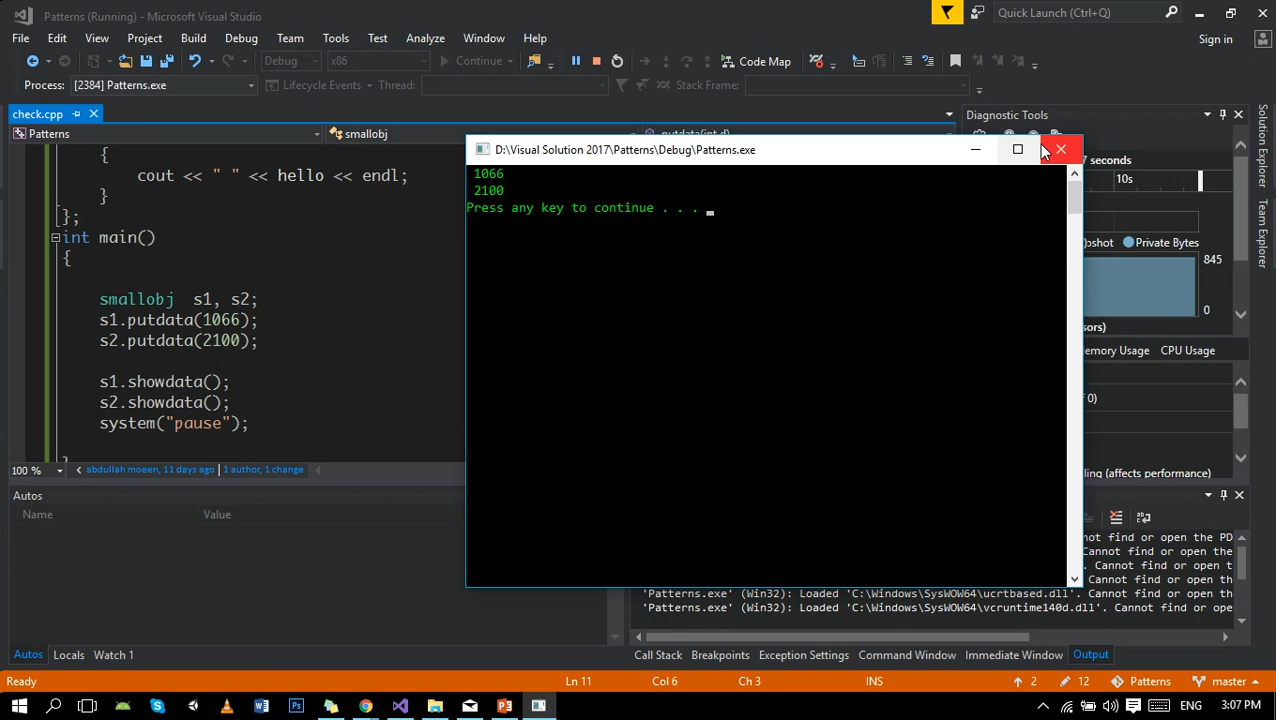 Patterns (Running) - Microsoft Visual Studio
Quick Launch (Ctrl+Q)
File Edit View Project Build Debug Team Tools Test Analyze Window Help
Sign in
Debug x86 Continue Code Map
Process: [2384] Patterns.exe Lifecycle Events Thread: Stack Frame:
check.cpp
Diagnostic Tools
Patterns smallobj putdata(int d)
D:\Visual Solution 2017\Patterns\Debug\Patterns.exe
7 seconds
10s
1066
2100
Press any key to continue . . .
{
cout << " " << hello << endl;
}
};
int main()
{
smallobj s1, s2;
s1.putdata(1066);
s2.putdata(2100);
s1.showdata();
s2.showdata();
system("pause");
Private Bytes
845
0
CPU Usage
100 %
abdullah moeen, 11 days ago | 1 author, 1 change
Solution Explorer
Team Explorer
ling (affects performance)
Autos
Name Value
not find or open the PD
. Cannot find or open the
. Cannot find or open the
Cannot find or open the
'Patterns.exe' (Win32): Loaded 'C:\Windows\SysWOW64\ucrtbased.dll'. Cannot find or ope
'Patterns.exe' (Win32): Loaded 'C:\Windows\SysWOW64\vcruntime140d.dll'. Cannot find or
Autos Locals Watch 1
Call Stack Breakpoints Exception Settings Command Window Immediate Window Output
Ready Ln 11 Col 6 Ch 3 INS 2 12 Patterns master
ENG 3:07 PM